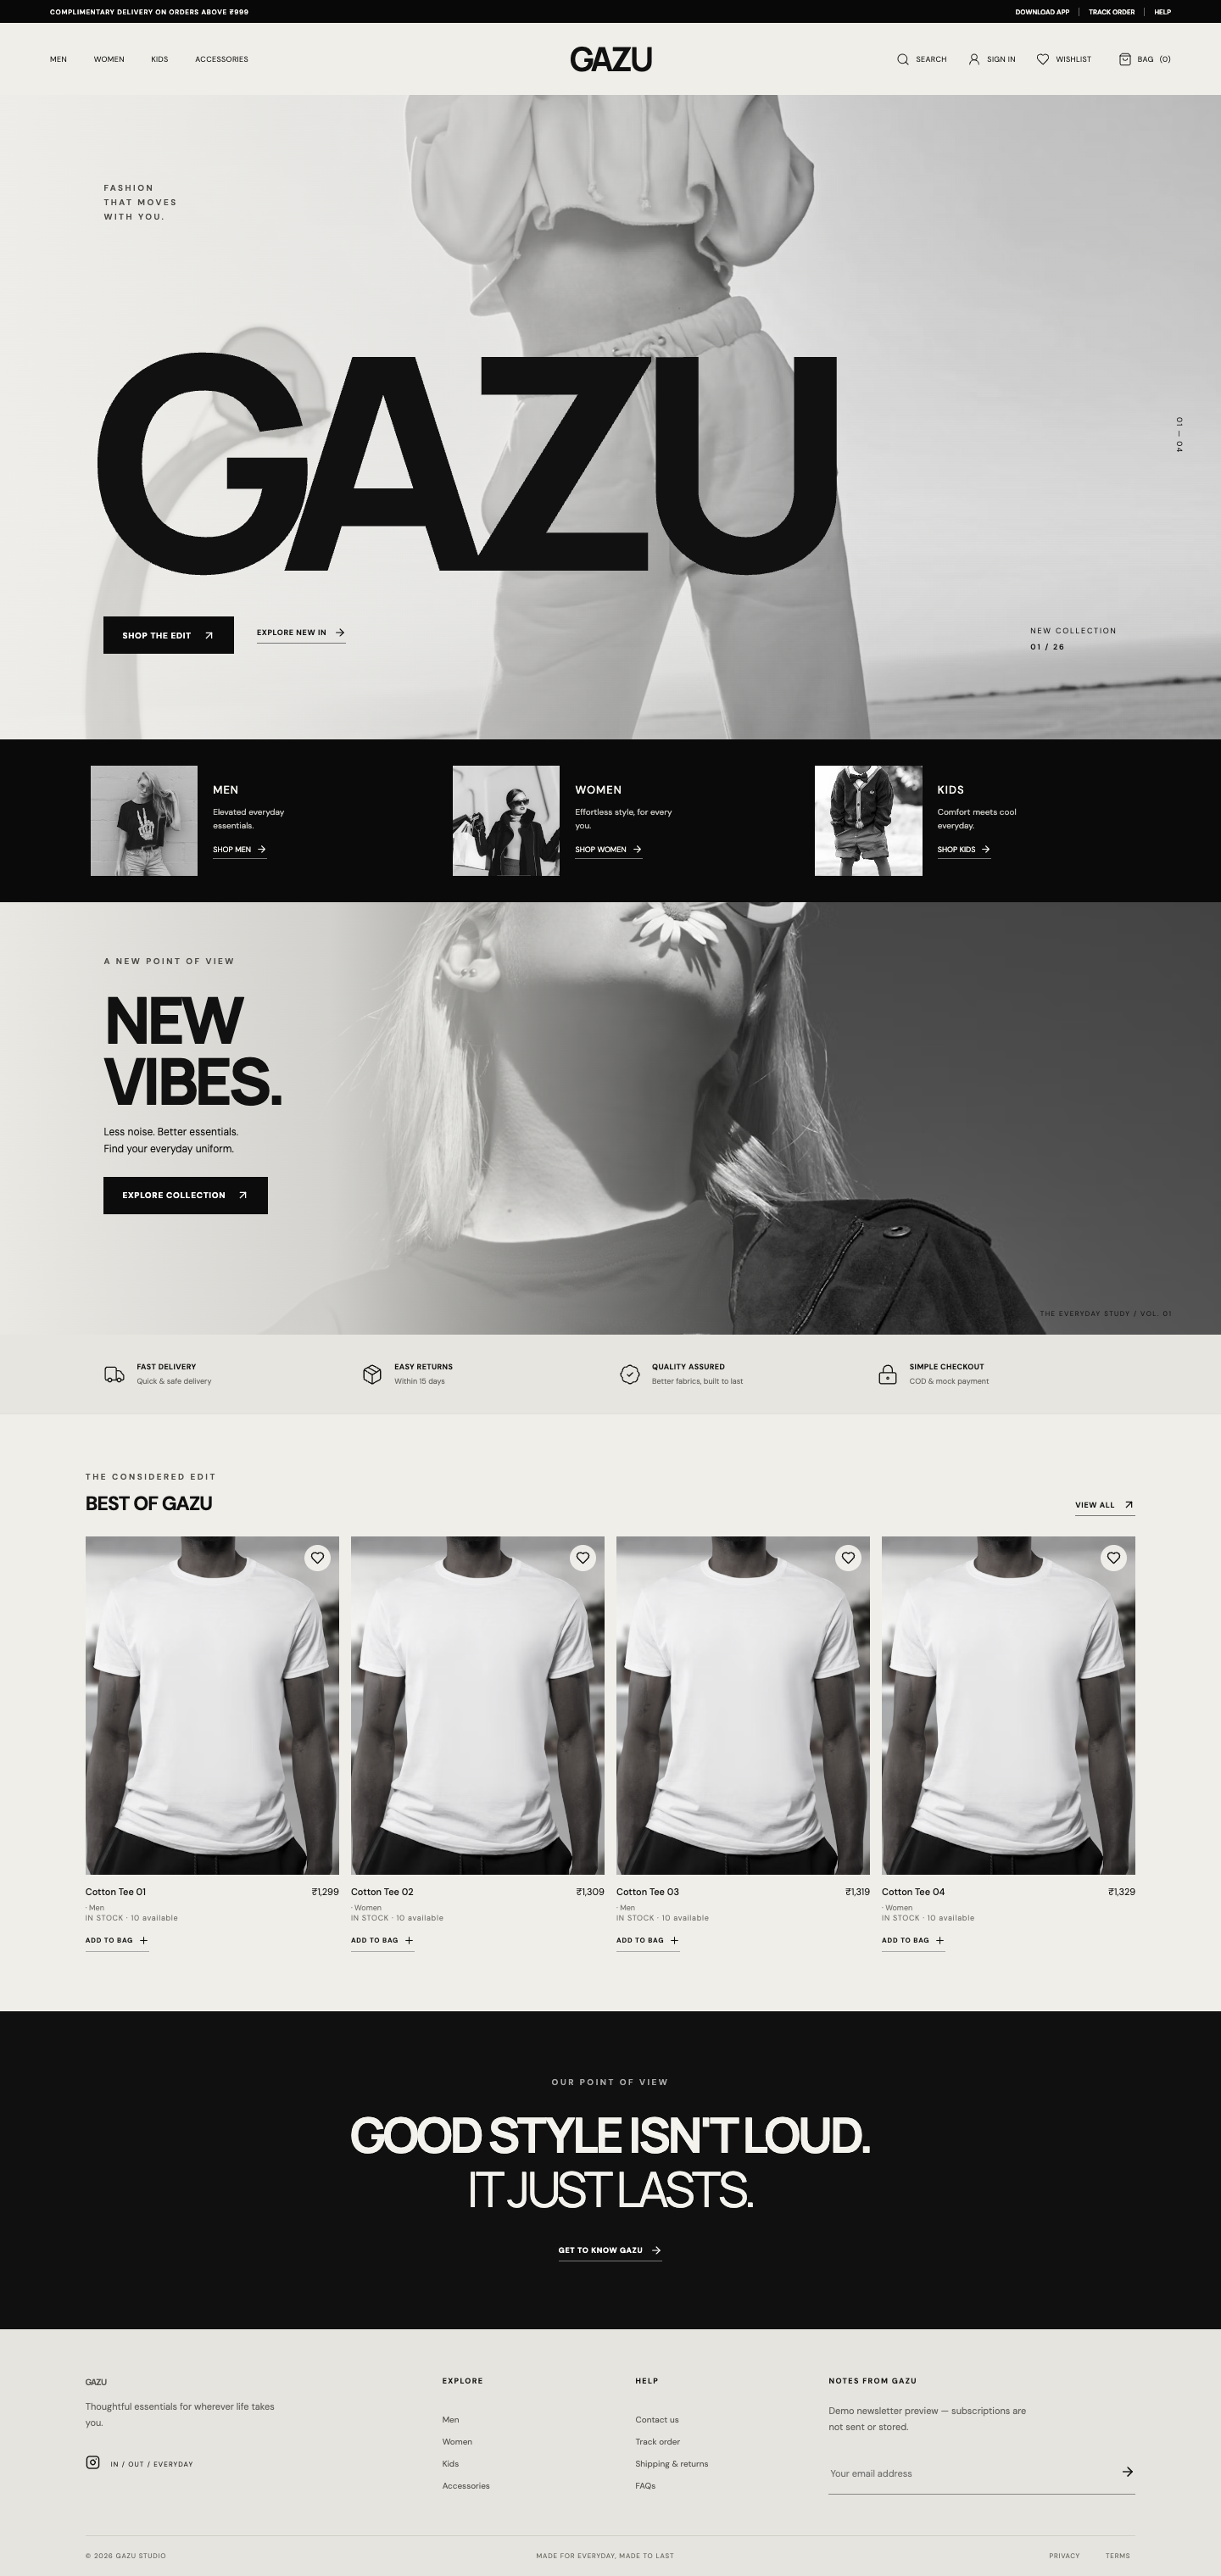 COMPLIMENTARY DELIVERY ON ORDERS ABOVE ₹999
DOWNLOAD APP
TRACK ORDER
HELP
MEN
WOMEN
KIDS
ACCESSORIES
GAZU
SEARCH
SIGN IN
WISHLIST
BAG (0)
FASHION
THAT MOVES
WITH YOU.
GAZU
01 — 04
SHOP THE EDIT
EXPLORE NEW IN
NEW COLLECTION
01 / 26
MEN
Elevated everyday
essentials.
SHOP MEN
WOMEN
Effortless style, for every
you.
SHOP WOMEN
KIDS
Comfort meets cool
everyday.
SHOP KIDS
A NEW POINT OF VIEW
NEW
VIBES.
Less noise. Better essentials.
Find your everyday uniform.
EXPLORE COLLECTION
THE EVERYDAY STUDY / VOL. 01
FAST DELIVERY
Quick & safe delivery
EASY RETURNS
Within 15 days
QUALITY ASSURED
Better fabrics, built to last
SIMPLE CHECKOUT
COD & mock payment
THE CONSIDERED EDIT
BEST OF GAZU
VIEW ALL
Cotton Tee 01
₹1,299
· Men
IN STOCK · 10 available
ADD TO BAG
Cotton Tee 02
₹1,309
· Women
IN STOCK · 10 available
ADD TO BAG
Cotton Tee 03
₹1,319
· Men
IN STOCK · 10 available
ADD TO BAG
Cotton Tee 04
₹1,329
· Women
IN STOCK · 10 available
ADD TO BAG
OUR POINT OF VIEW
GOOD STYLE ISN'T LOUD.
IT JUST LASTS.
GET TO KNOW GAZU
GAZU
Thoughtful essentials for wherever life takes
you.
IN / OUT / EVERYDAY
EXPLORE
Men
Women
Kids
Accessories
HELP
Contact us
Track order
Shipping & returns
FAQs
NOTES FROM GAZU
Demo newsletter preview — subscriptions are
not sent or stored.
Your email address
© 2026 GAZU STUDIO
MADE FOR EVERYDAY, MADE TO LAST
PRIVACY
TERMS